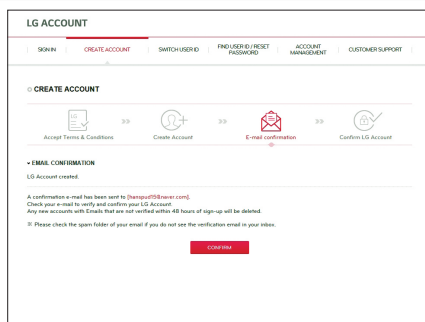 LG ACCOUNT
SIGN IN
CREATE ACCOUNT
SWITCH USER ID
FIND USER ID / RESET
PASSWORD
ACCOUNT
MANAGEMENT
CUSTOMER SUPPORT
CREATE ACCOUNT
LG
Accept Terms & Conditions
>>
Create Account
>>
E-mail confirmation
>>
Confirm LG Account
EMAIL CONFIRMATION
LG Account created.
A confirmation e-mail has been sent to [hampud15@naver.com].
Check your e-mail to verify and confirm your LG Account.
Any new accounts with Emails that are not verified within 48 hours of sign-up will be deleted.
Please check the spam folder of your email if you do not see the verification email in your inbox.
CONFIRM